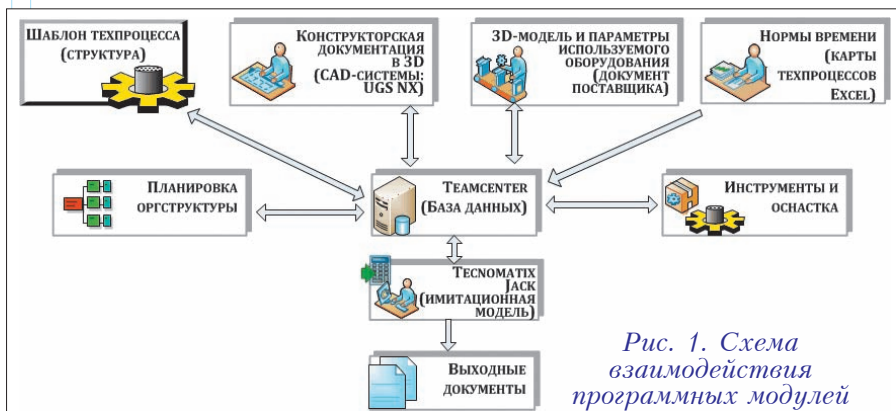 Шаблон техпроцесса
(структура)
Конструкторская
документация
в 3D
(CAD-системы:
UGS NX)
3D-модель и параметры
используемого
оборудования
(документ
поставщика)
Нормы времени
(карты
техпроцессов
Excel)
Планировка
оргструктуры
Teamcenter
(База данных)
Инструменты и
оснастка
Tecnomatix
Jack
(имитационная
модель)
Выходные
документы
Рис. 1. Схема
взаимодействия
программных модулей